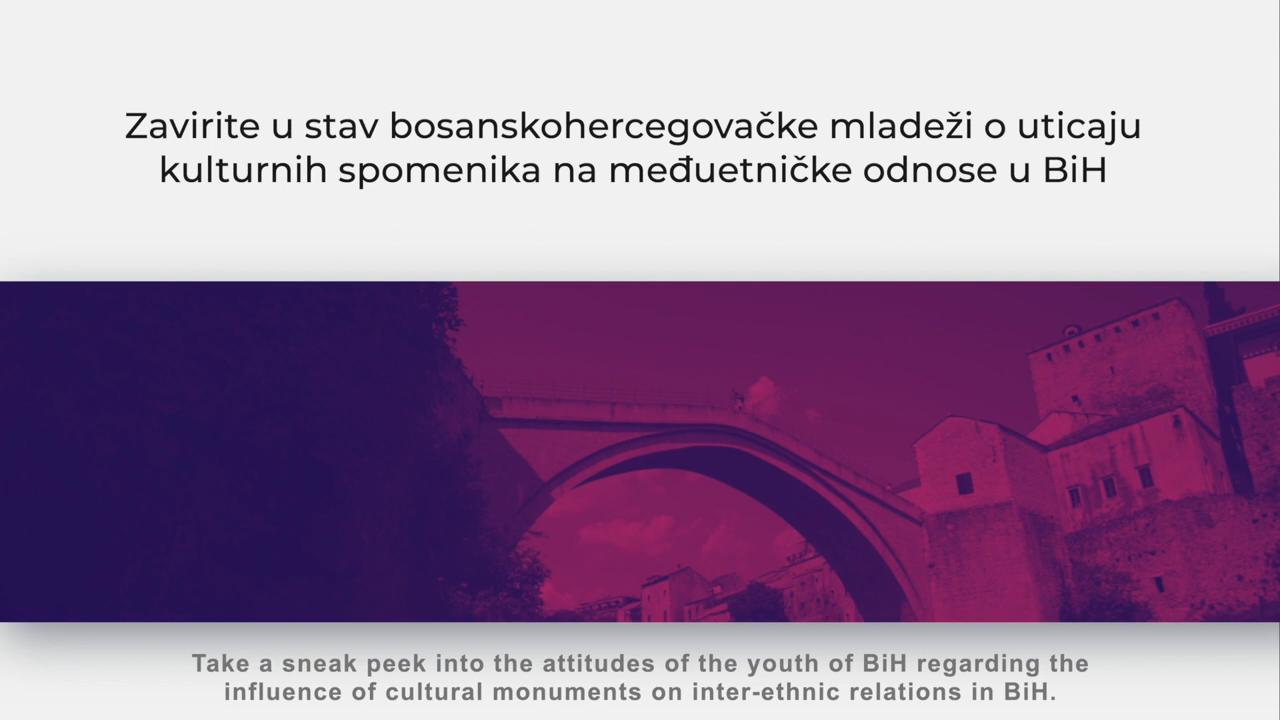 Zavirite u stav bosanskohercegovačke mladeži o uticaju
kulturnih spomenika na međuetničke odnose u BiH
Take a sneak peek into the attitudes of the youth of BiH regarding the
influence of cultural monuments on inter-ethnic relations in BiH.